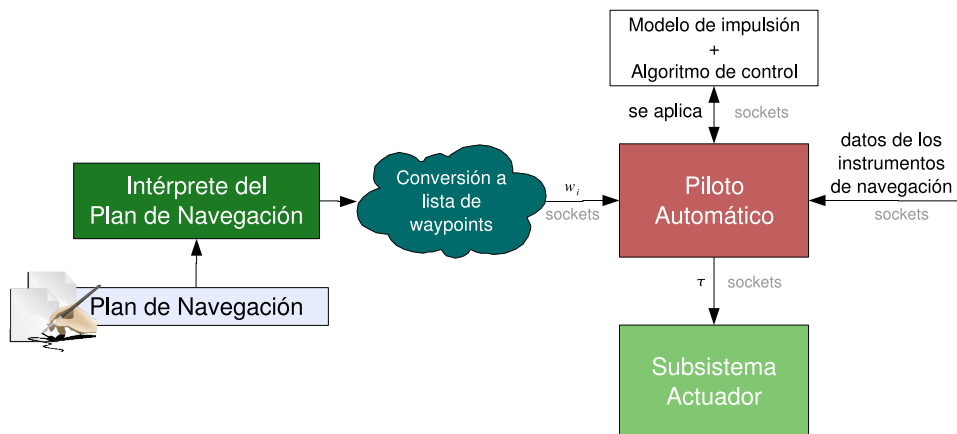 Modelo de impulsión
+
Algoritmo de control
se aplica
sockets
datos de los
instrumentos
de navegación
sockets
Intérprete del
Plan de Navegación
Conversión a
lista de
waypoints
w_i
sockets
Piloto
Automático
τ
sockets
Plan de Navegación
Subsistema
Actuador